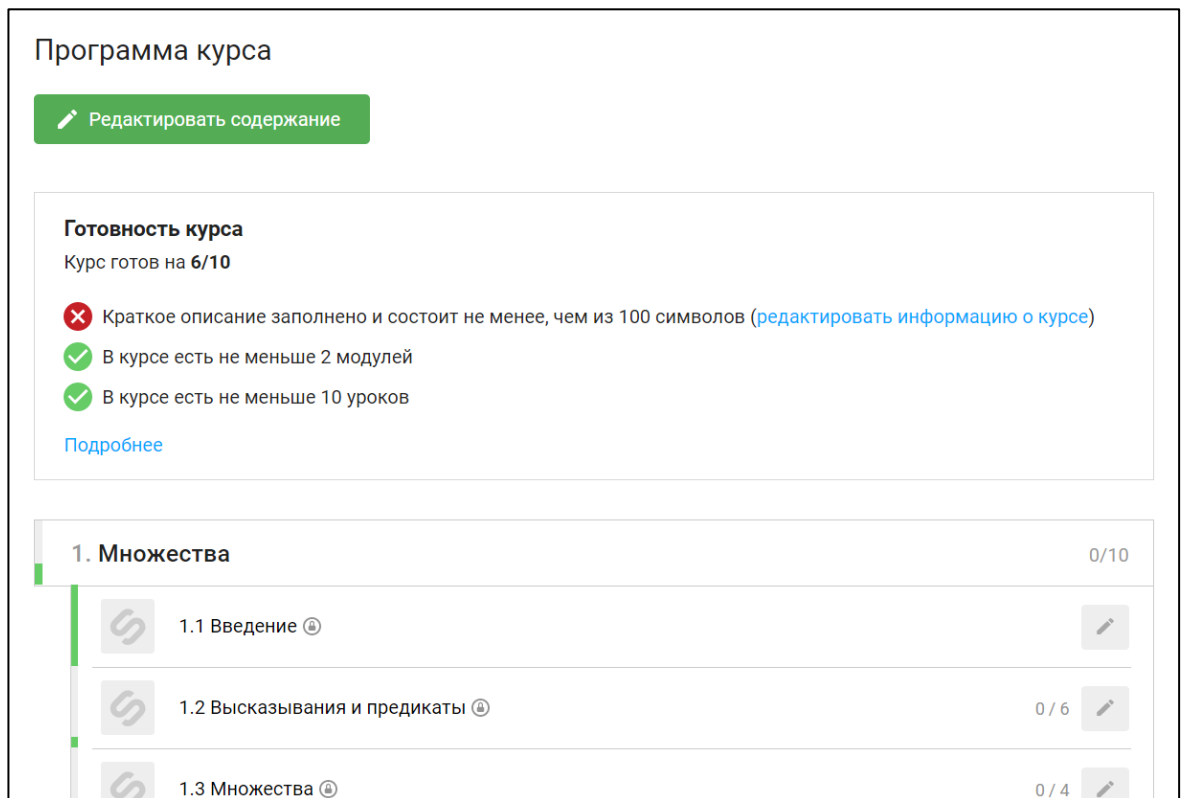 Программа курса
Редактировать содержание
Готовность курса
Курс готов на 6/10
Краткое описание заполнено и состоит не менее, чем из 100 символов (редактировать информацию о курсе)
В курсе есть не меньше 2 модулей
В курсе есть не меньше 10 уроков
Подробнее
1. Множества 0/10
1.1 Введение
1.2 Высказывания и предикаты 0 / 6
1.3 Множества 0 / 4